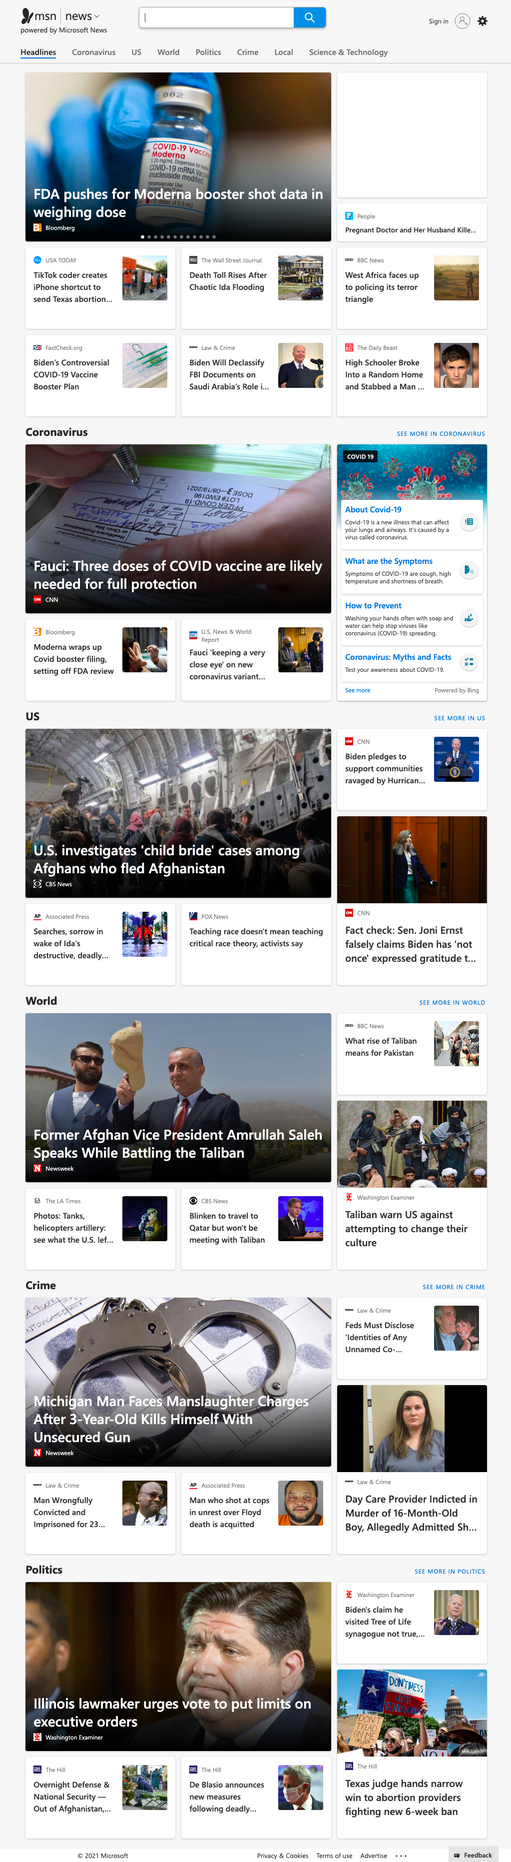 msn news
powered by Microsoft News
Sign in
Headlines Coronavirus US World Politics Crime Local Science & Technology
002
COVID-19 Vacc
Moderna
FDA pushes for Moderna booster shot data in
weighing dose
Bloomberg
People
Pregnant Doctor and Her Husband Kille...
USA TODAY
TikTok coder creates
iPhone shortcut to
send Texas abortion...
The Wall Street Journal.
Death Toll Rises After
Chaotic Ida Flooding
BBC News
West Africa faces up
to policing its terror
triangle
FactCheck.org
Biden's Controversial
COVID-19 Vaccine
Booster Plan
Law & Crime
Biden Will Declassify
FBI Documents on
Saudi Arabia's Role i...
The Daily Beast
High Schooler Broke
Into a Random Home
and Stabbed a Man ...
Coronavirus
SEE MORE IN CORONAVIRUS
Fauci: Three doses of COVID vaccine are likely
needed for full protection
CNN
COVID 19
About Covid-19
Covid-19 is a new illness that can affect
your lungs and airways. It's caused by a
virus called coronavirus.
What are the Symptoms
Symptoms of COVID-19 are cough, high
temperature and shortness of breath.
How to Prevent
Washing your hands often with soap and
water can help stop viruses like
coronavirus (COVID-19) spreading.
Coronavirus: Myths and Facts
Test your awareness about COVID-19.
See more
Powered by Bing
Bloomberg
Moderna wraps up
Covid booster filing,
setting off FDA review
U.S. News & World
Report
Fauci 'keeping a very
close eye' on new
coronavirus variant...
US
SEE MORE IN US
U.S. investigates 'child bride' cases among
Afghans who fled Afghanistan
CBS News
CNN
Biden pledges to
support communities
ravaged by Hurrican...
CNN
Fact check: Sen. Joni Ernst
falsely claims Biden has 'not
once' expressed gratitude t...
Associated Press
Searches, sorrow in
wake of Ida's
destructive, deadly...
FOX News
Teaching race doesn't mean teaching
critical race theory, activists say
World
SEE MORE IN WORLD
Former Afghan Vice President Amrullah Saleh
Speaks While Battling the Taliban
Newsweek
BBC News
What rise of Taliban
means for Pakistan
Washington Examiner
Taliban warn US against
attempting to change their
culture
The LA Times
Photos: Tanks,
helicopters artillery:
see what the U.S. lef...
CBS News
Blinken to travel to
Qatar but won't be
meeting with Taliban
Crime
SEE MORE IN CRIME
Michigan Man Faces Manslaughter Charges
After 3-Year-Old Kills Himself With
Unsecured Gun
Newsweek
Law & Crime
Feds Must Disclose
'Identities of Any
Unnamed Co-...
Law & Crime
Day Care Provider Indicted in
Murder of 16-Month-Old
Boy, Allegedly Admitted Sh...
Law & Crime
Man Wrongfully
Convicted and
Imprisoned for 23...
Associated Press
Man who shot at cops
in unrest over Floyd
death is acquitted
Politics
SEE MORE IN POLITICS
Illinois lawmaker urges vote to put limits on
executive orders
Washington Examiner
Washington Examiner
Biden's claim he
visited Tree of Life
synagogue not true,...
DON'T MESS
The Hill
Texas judge hands narrow
win to abortion providers
fighting new 6-week ban
The Hill
Overnight Defense &
National Security —
Out of Afghanistan,...
The Hill
De Blasio announces
new measures
following deadly...
© 2021 Microsoft
Privacy & Cookies Terms of use Advertise ...
Feedback